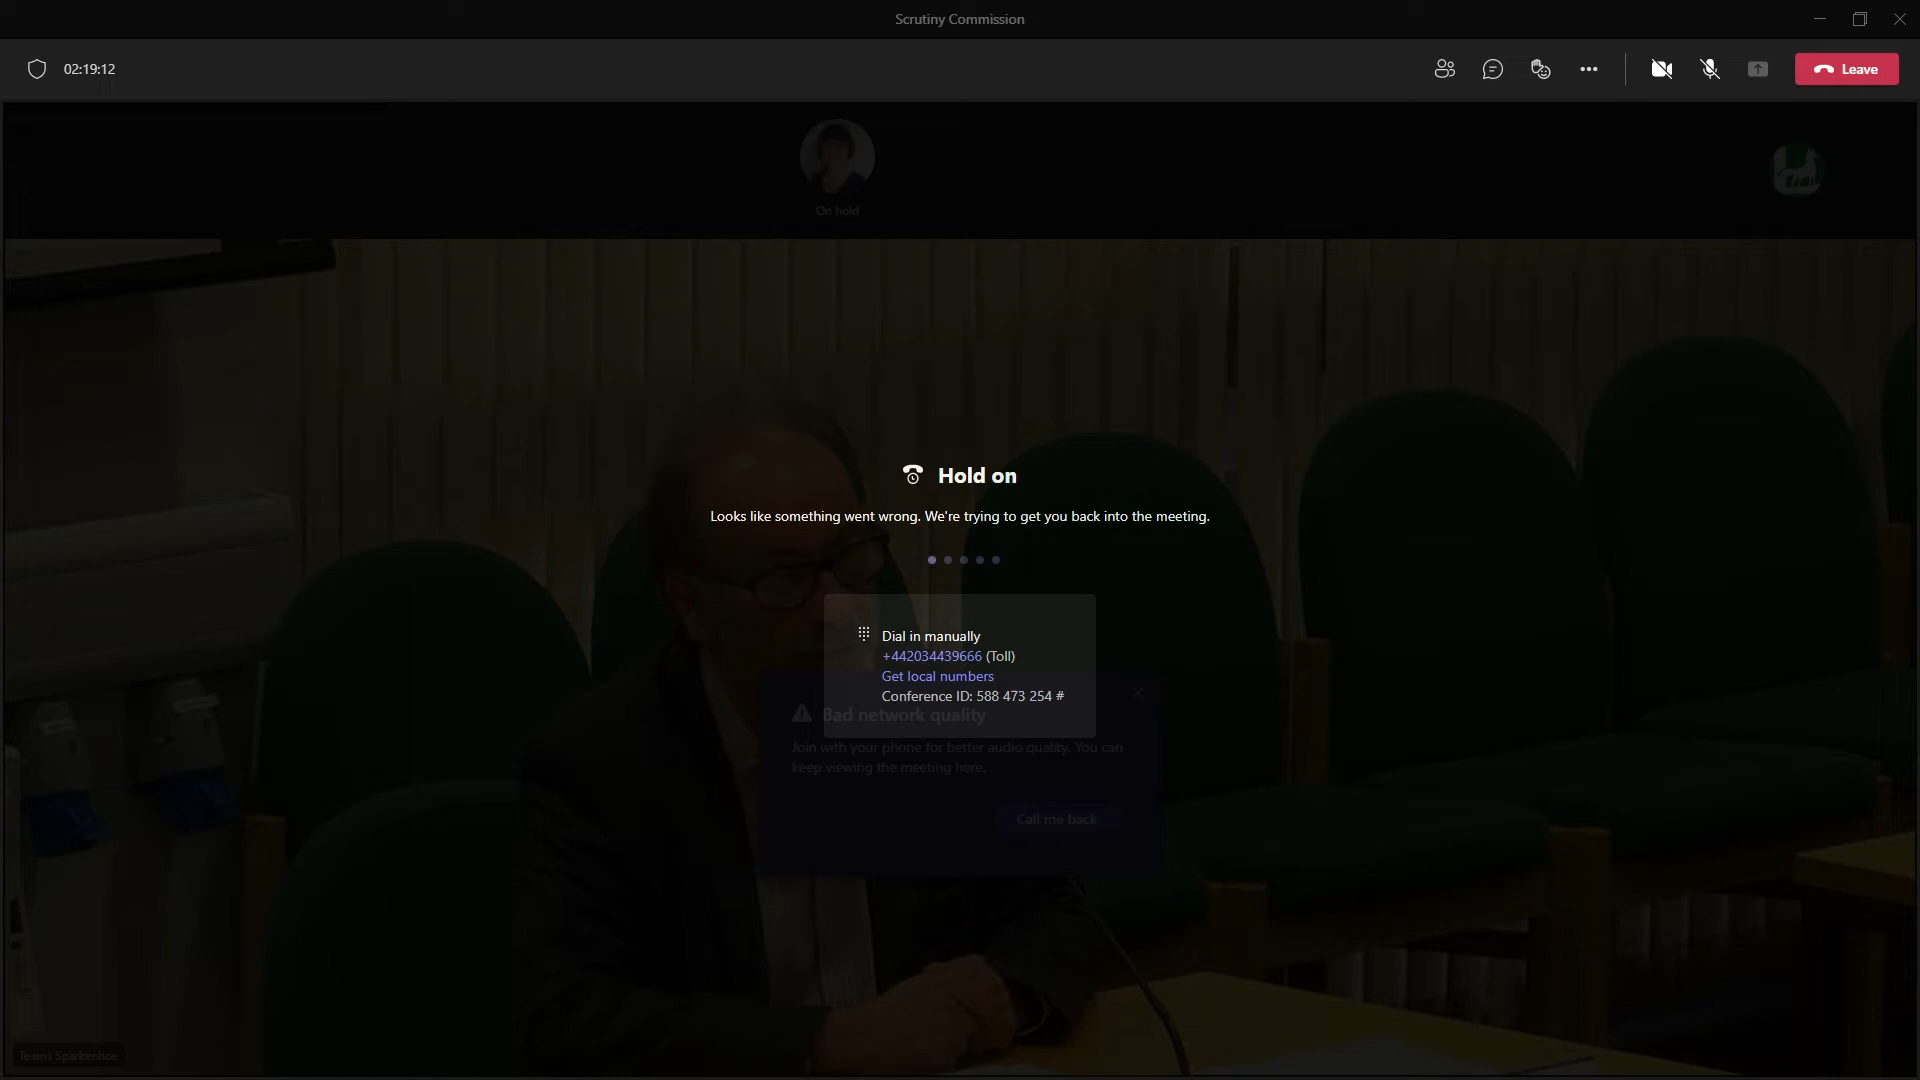 Scrutiny Commission
02:19:12
Leave
On hold
Hold on
Looks like something went wrong. We're trying to get you back into the meeting.
Dial in manually
+442034439666 (Toll)
Get local numbers
Conference ID: 588 473 254 #
Bad network quality
Join with your phone for better audio quality. You can
keep viewing the meeting here.
Call me back
Teams Sparkenhoe